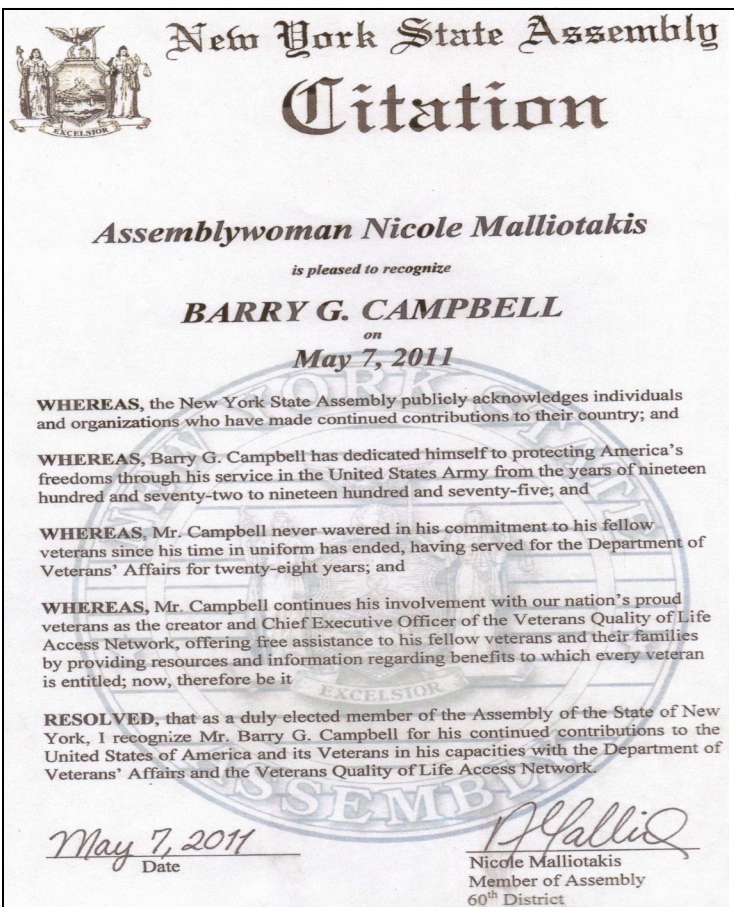 New York State Assembly
Citation
EXCELSIOR
Assemblywoman Nicole Malliotakis
is pleased to recognize
BARRY G. CAMPBELL
on
May 7, 2011
WHEREAS, the New York State Assembly publicly acknowledges individuals
and organizations who have made continued contributions to their country; and
WHEREAS, Barry G. Campbell has dedicated himself to protecting America's
freedoms through his service in the United States Army from the years of nineteen
hundred and seventy-two to nineteen hundred and seventy-five; and
WHEREAS, Mr. Campbell never wavered in his commitment to his fellow
veterans since his time in uniform has ended, having served for the Department of
Veterans' Affairs for twenty-eight years; and
WHEREAS, Mr. Campbell continues his involvement with our nation's proud
veterans as the creator and Chief Executive Officer of the Veterans Quality of Life
Access Network, offering free assistance to his fellow veterans and their families
by providing resources and information regarding benefits to which every veteran
is entitled; now, therefore be it
RESOLVED, that as a duly elected member of the Assembly of the State of New
York, I recognize Mr. Barry G. Campbell for his continued contributions to the
United States of America and its Veterans in his capacities with the Department of
Veterans' Affairs and the Veterans Quality of Life Access Network.
NEW YORK STATE
ASSEMBLY
EXCELSIOR
May 7, 2011
Date
Nicole Malliotakis
Member of Assembly
60th District